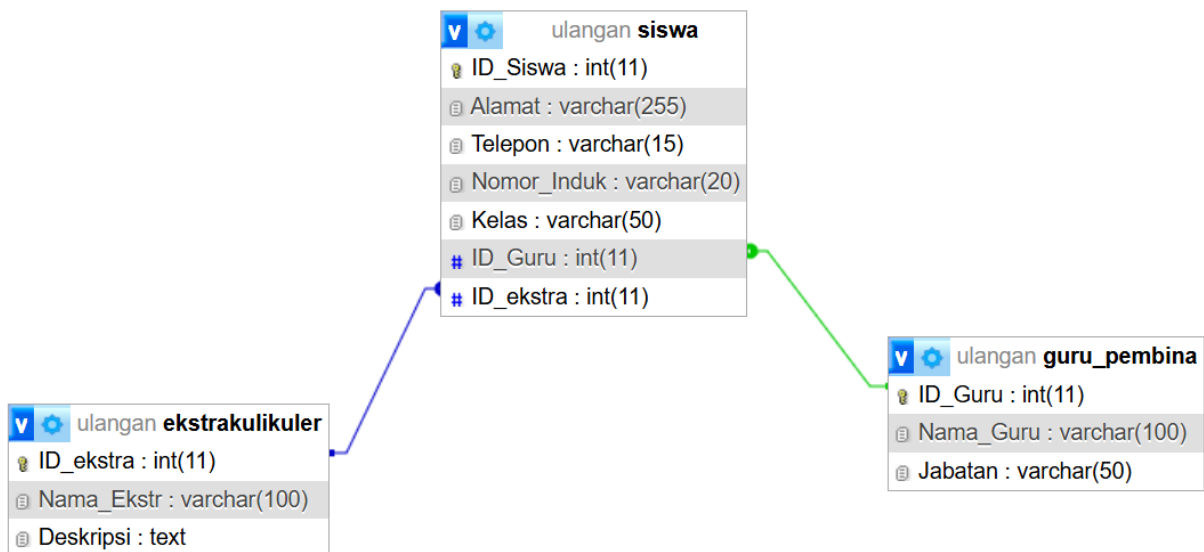 ulangan siswa
ID_Siswa : int(11)
Alamat : varchar(255)
Telepon : varchar(15)
Nomor_Induk : varchar(20)
Kelas : varchar(50)
# ID_Guru : int(11)
# ID_ekstra : int(11)
ulangan guru_pembina
ID_Guru : int(11)
Nama_Guru : varchar(100)
Jabatan : varchar(50)
ulangan ekstrakulikuler
ID_ekstra : int(11)
Nama_Ekstr : varchar(100)
Deskripsi : text